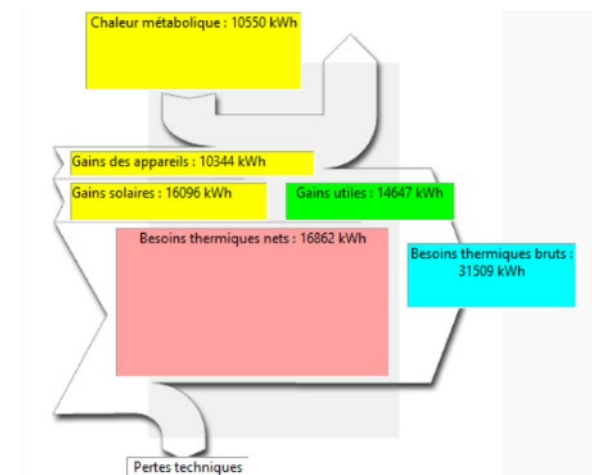 Chaleur métabolique : 10550 kWh
Gains des appareils : 10344 kWh
Gains solaires : 16096 kWh
Gains utiles : 14647 kWh
Besoins thermiques nets : 16862 kWh
Besoins thermiques bruts :
31509 kWh
Pertes techniques